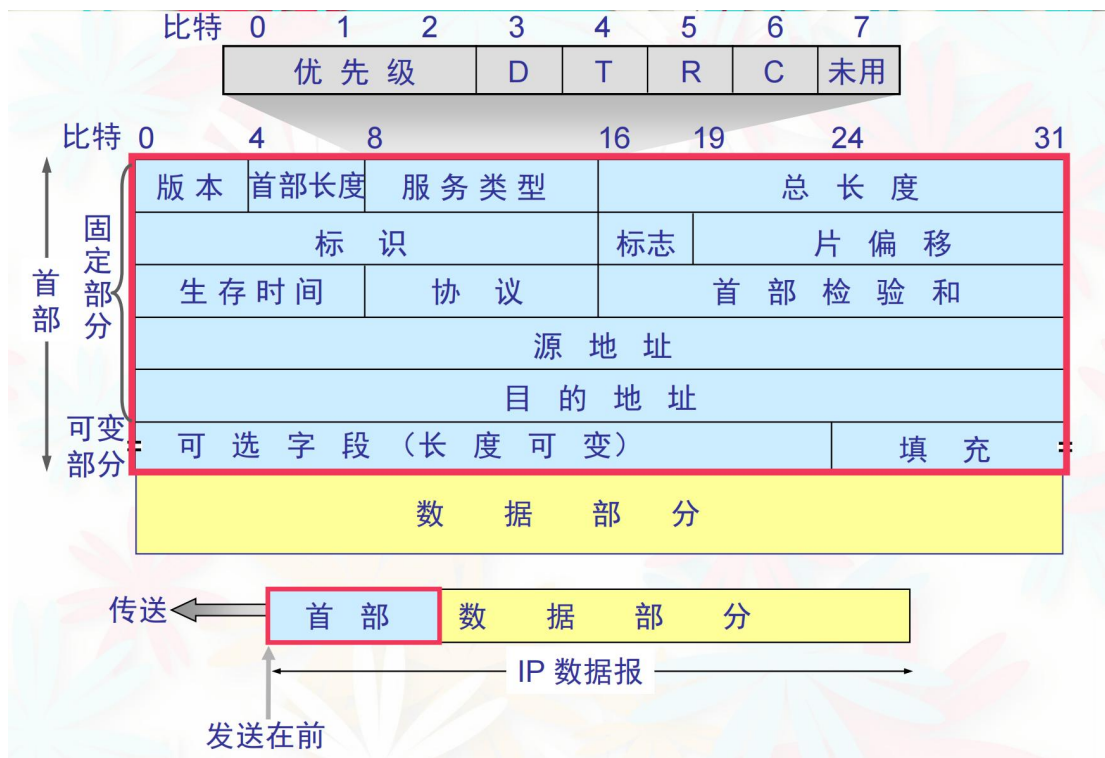 比特 0 1 2 3 4 5 6 7
优先级 D T R C 未用
比特 0 4 8 16 19 24 31
版本 首部长度 服务类型 总长度
标识 标志 片偏移
生存时间 协议 首部检验和
源地址
目的地址
可选字段（长度可变） 填充
首部
固定部分
可变
部分
数据部分
传送 首部 数据部分
IP 数据报
发送在前